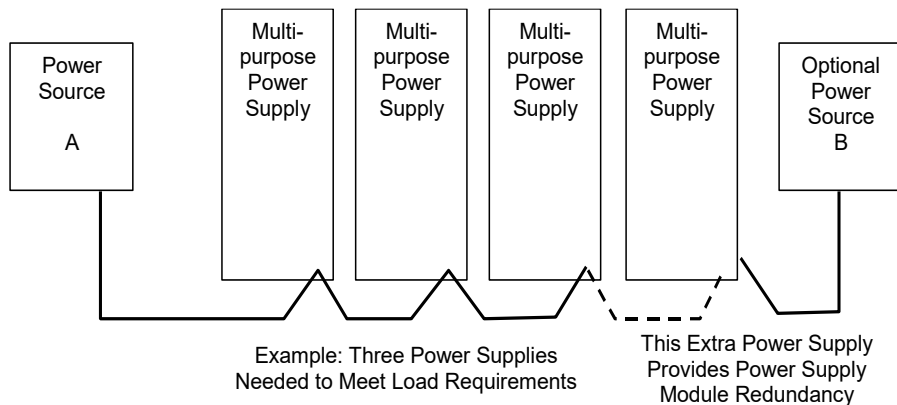 Power
Source
A
Multi-
purpose
Power
Supply
Multi-
purpose
Power
Supply
Multi-
purpose
Power
Supply
Multi-
purpose
Power
Supply
Optional
Power
Source
B
Example: Three Power Supplies
Needed to Meet Load Requirements
This Extra Power Supply
Provides Power Supply
Module Redundancy